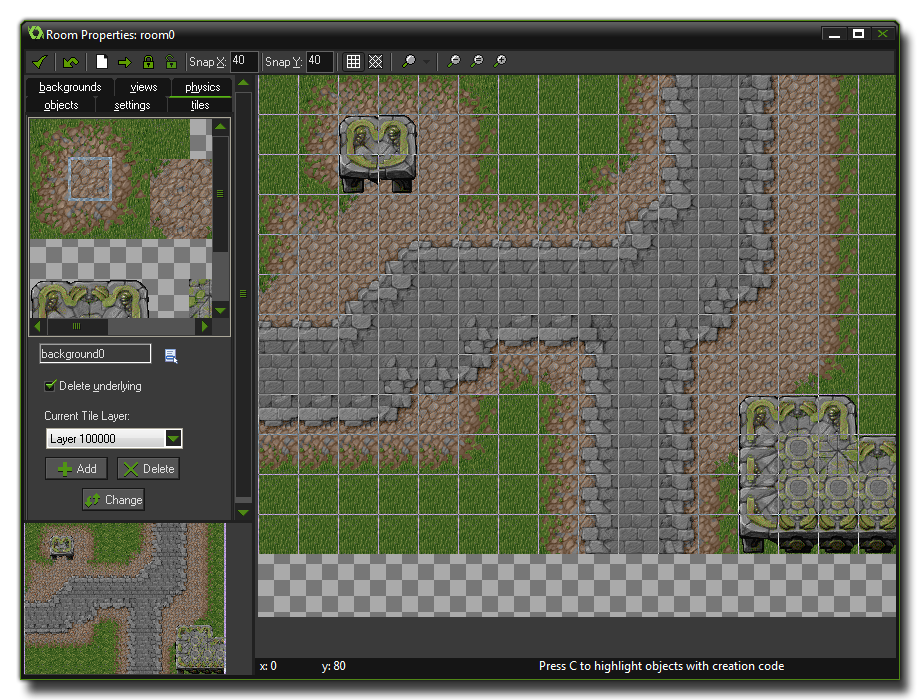 Room Properties: room0
Snap X: 40 Snap Y: 40
backgrounds views physics
objects settings tiles
background0
Delete underlying
Current Tile Layer:
Layer 100000
Add Delete
Change
x: 0 y: 80 Press C to highlight objects with creation code